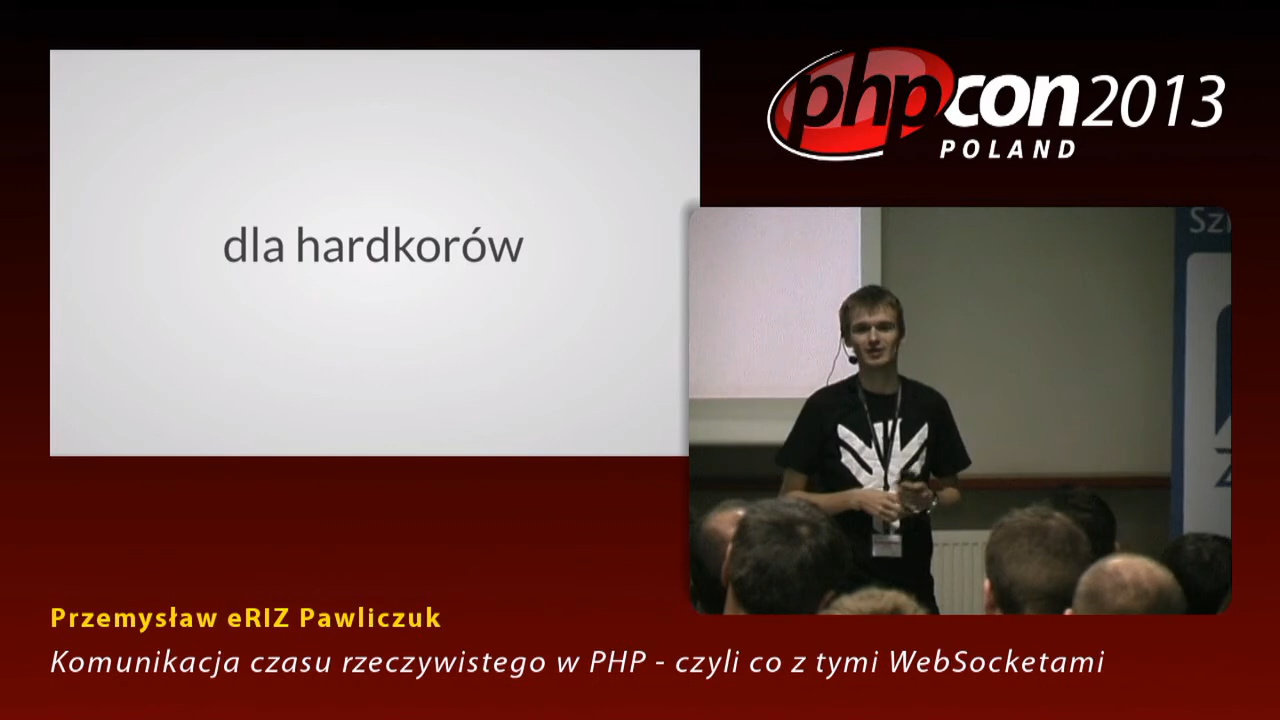 dla hardkorów
phpcon2013
POLAND
Przemysław eRIZ Pawliczuk
Komunikacja czasu rzeczywistego w PHP - czyli co z tymi WebSocketami